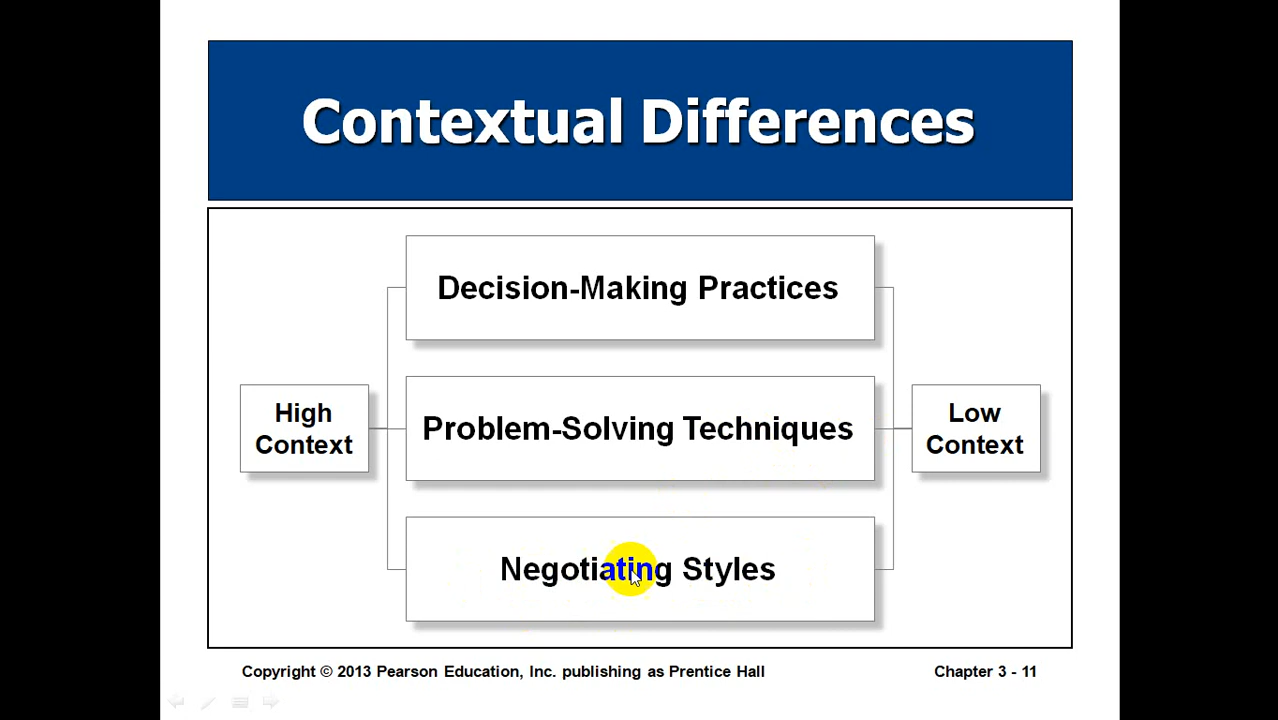 Contextual Differences
Decision-Making Practices
High
Context
Problem-Solving Techniques
Low
Context
Negotiating Styles
Copyright © 2013 Pearson Education, Inc. publishing as Prentice Hall
Chapter 3 - 11